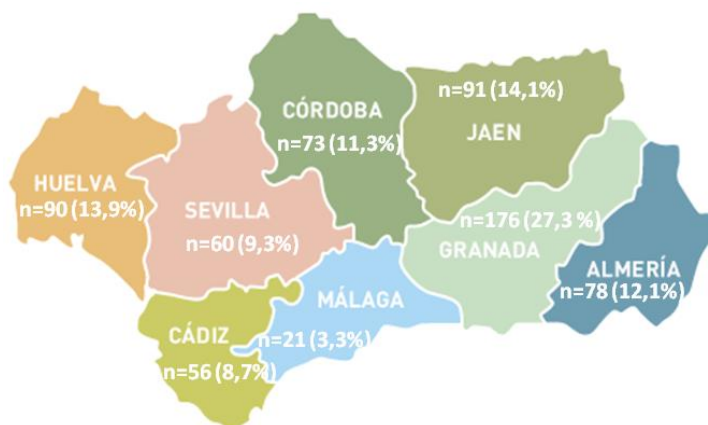 n=91 (14,1%)
JAEN
CÓRDOBA
n=73 (11,3%)
HUELVA
n=90 (13,9%)
SEVILLA
n=60 (9,3%)
n=176 (27,3 %)
GRANADA
ALMERÍA
n=78 (12,1%)
MÁLAGA
n=21 (3,3%)
CÁDIZ
n=56 (8,7%)